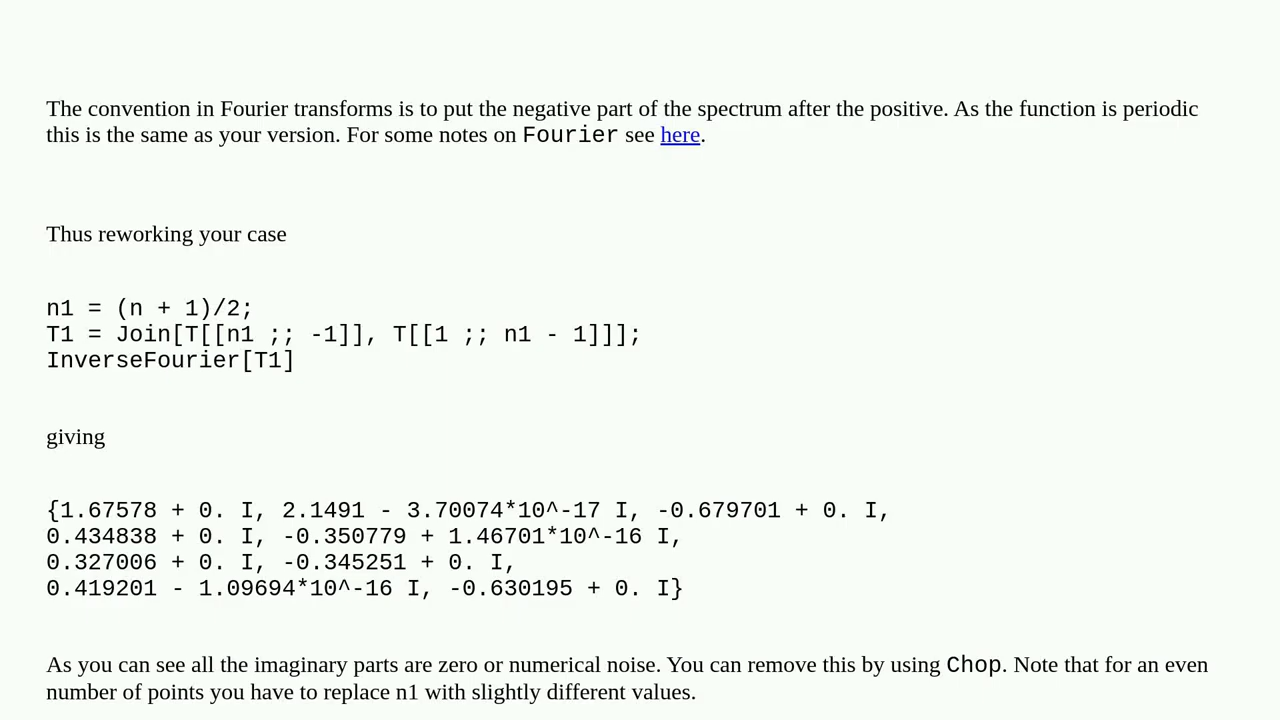 The convention in Fourier transforms is to put the negative part of the spectrum after the positive. As the function is periodic
this is the same as your version. For some notes on Fourier see here.
Thus reworking your case
n1 = (n + 1)/2;
T1 = Join[T[[n1 ;; -1]], T[[1 ;; n1 - 1]]];
InverseFourier[T1]
giving
{1.67578 + 0. I, 2.1491 - 3.70074*10^-17 I, -0.679701 + 0. I,
0.434838 + 0. I, -0.350779 + 1.46701*10^-16 I,
0.327006 + 0. I, -0.345251 + 0. I,
0.419201 - 1.09694*10^-16 I, -0.630195 + 0. I}
As you can see all the imaginary parts are zero or numerical noise. You can remove this by using Chop. Note that for an even
number of points you have to replace n1 with slightly different values.